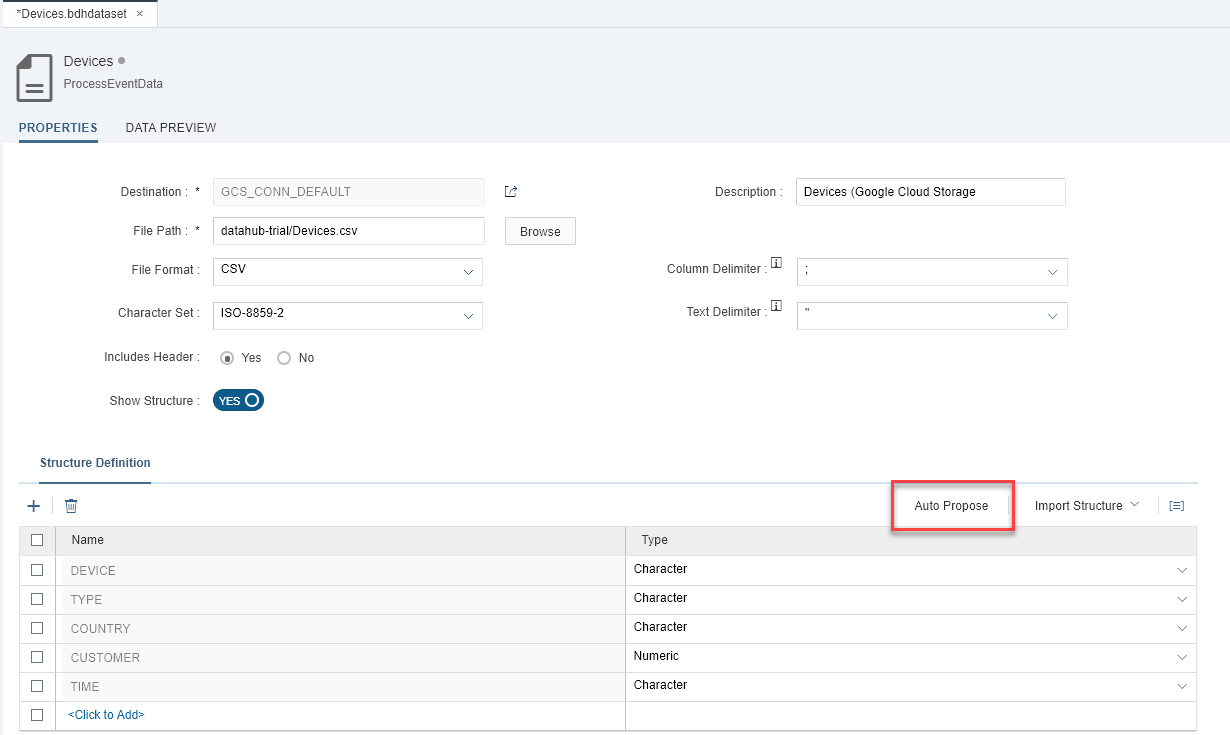 *Devices.bdhdataset ×
Devices
ProcessEventData
PROPERTIES DATA PREVIEW
Destination : * GCS_CONN_DEFAULT Description : Devices (Google Cloud Storage
File Path : * datahub-trial/Devices.csv Browse
File Format : CSV Column Delimiter : i ;
Character Set : ISO-8859-2 Text Delimiter : i "
Includes Header : Yes No
Show Structure : YES
Structure Definition
+ Auto Propose Import Structure
Name Type
DEVICE Character
TYPE Character
COUNTRY Character
CUSTOMER Numeric
TIME Character
<Click to Add>